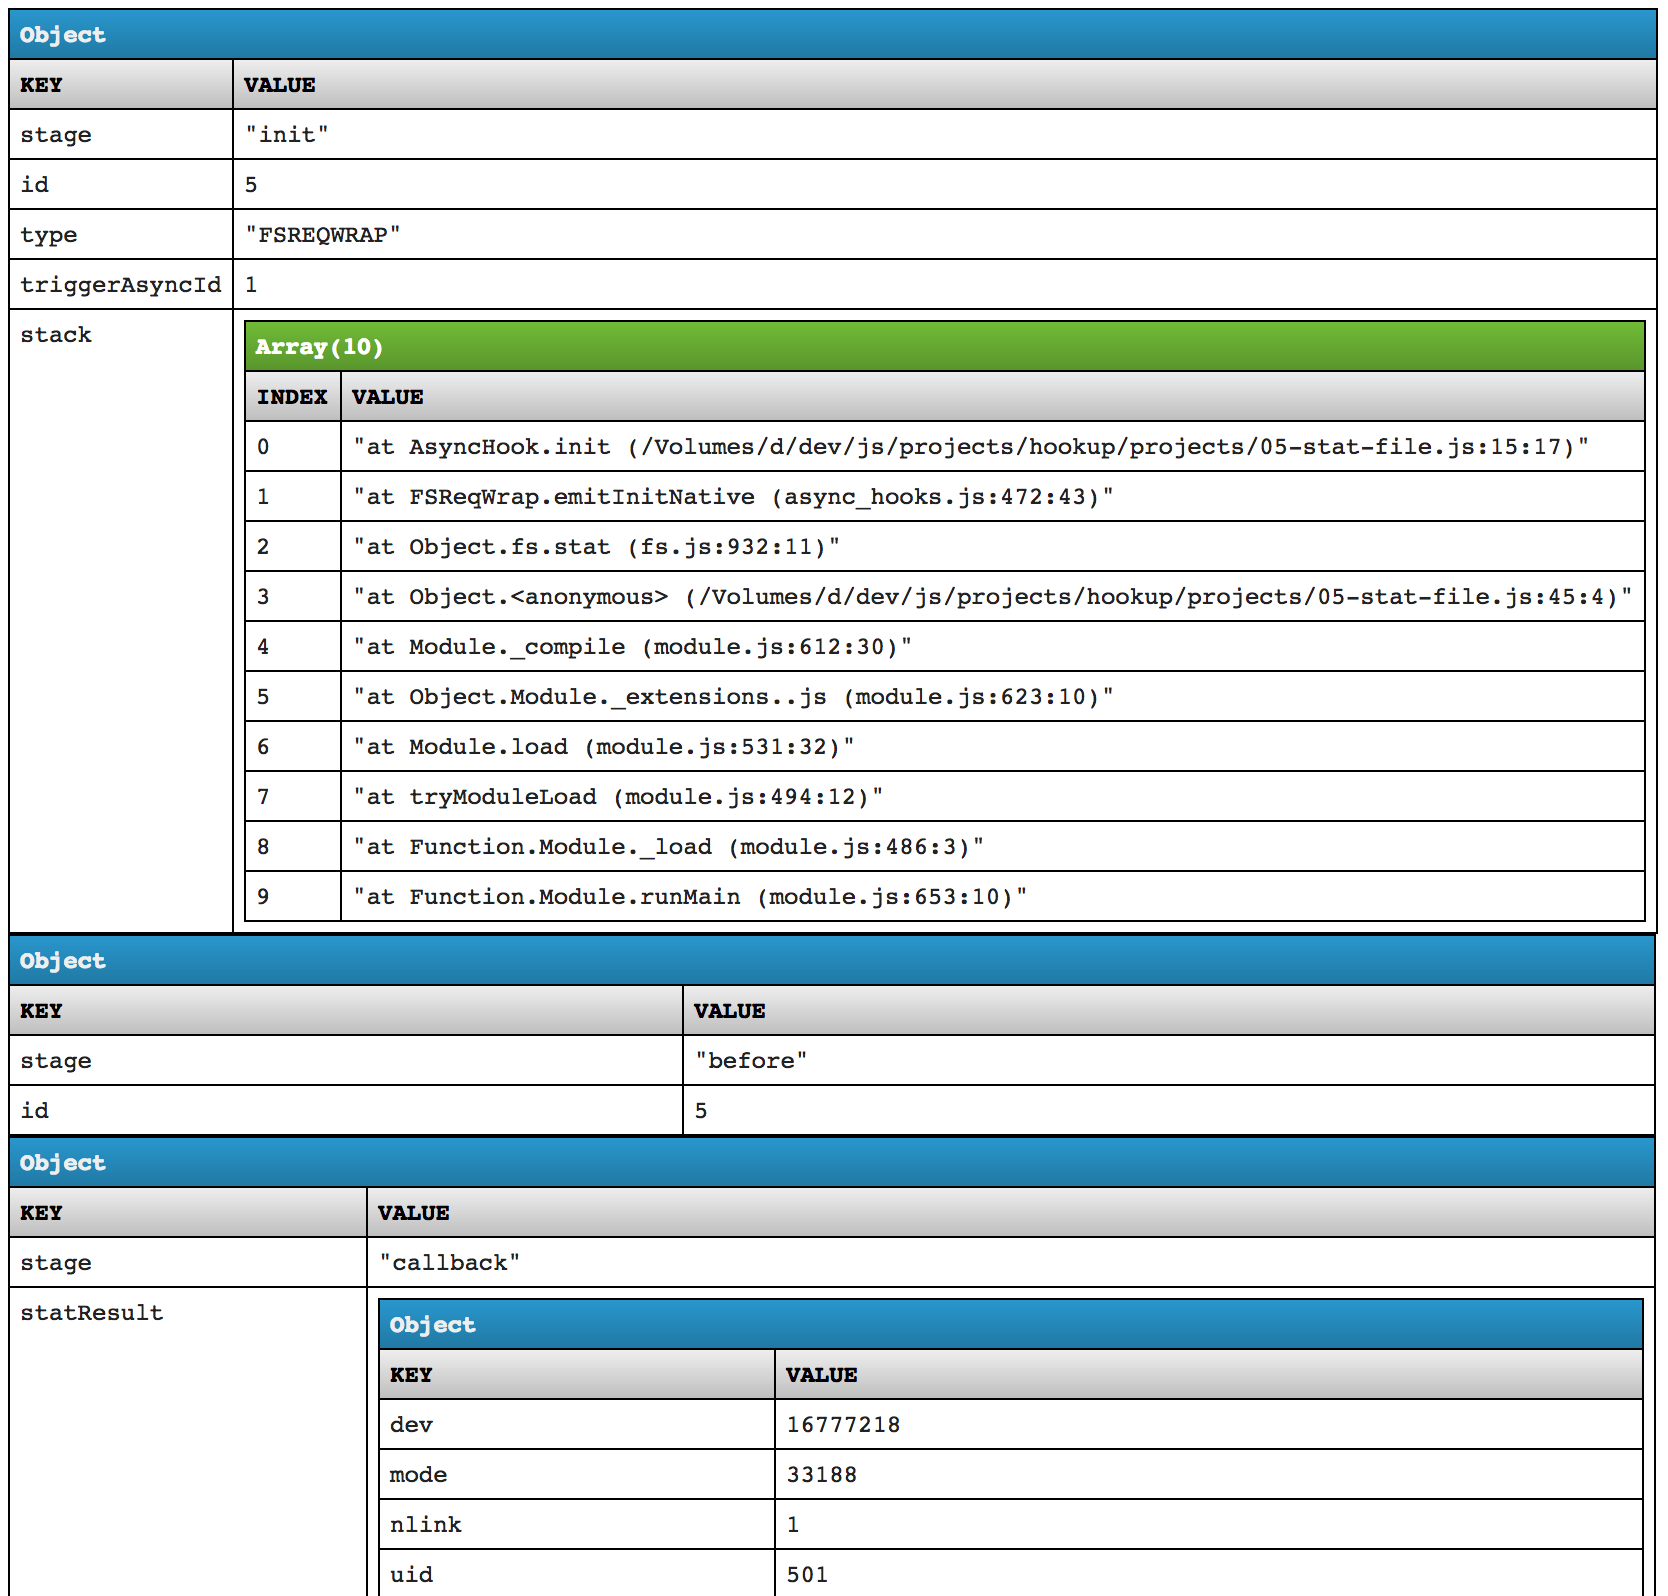 Object
KEY VALUE
stage "init"
id 5
type "FSREQWRAP"
triggerAsyncId 1
stack
Array(10)
INDEX VALUE
0 "at AsyncHook.init (/Volumes/d/dev/js/projects/hookup/projects/05-stat-file.js:15:17)"
1 "at FSReqWrap.emitInitNative (async_hooks.js:472:43)"
2 "at Object.fs.stat (fs.js:932:11)"
3 "at Object.<anonymous> (/Volumes/d/dev/js/projects/hookup/projects/05-stat-file.js:45:4)"
4 "at Module._compile (module.js:612:30)"
5 "at Object.Module._extensions..js (module.js:623:10)"
6 "at Module.load (module.js:531:32)"
7 "at tryModuleLoad (module.js:494:12)"
8 "at Function.Module._load (module.js:486:3)"
9 "at Function.Module.runMain (module.js:653:10)"
Object
KEY VALUE
stage "before"
id 5
Object
KEY VALUE
stage "callback"
statResult
Object
KEY VALUE
dev 16777218
mode 33188
nlink 1
uid 501